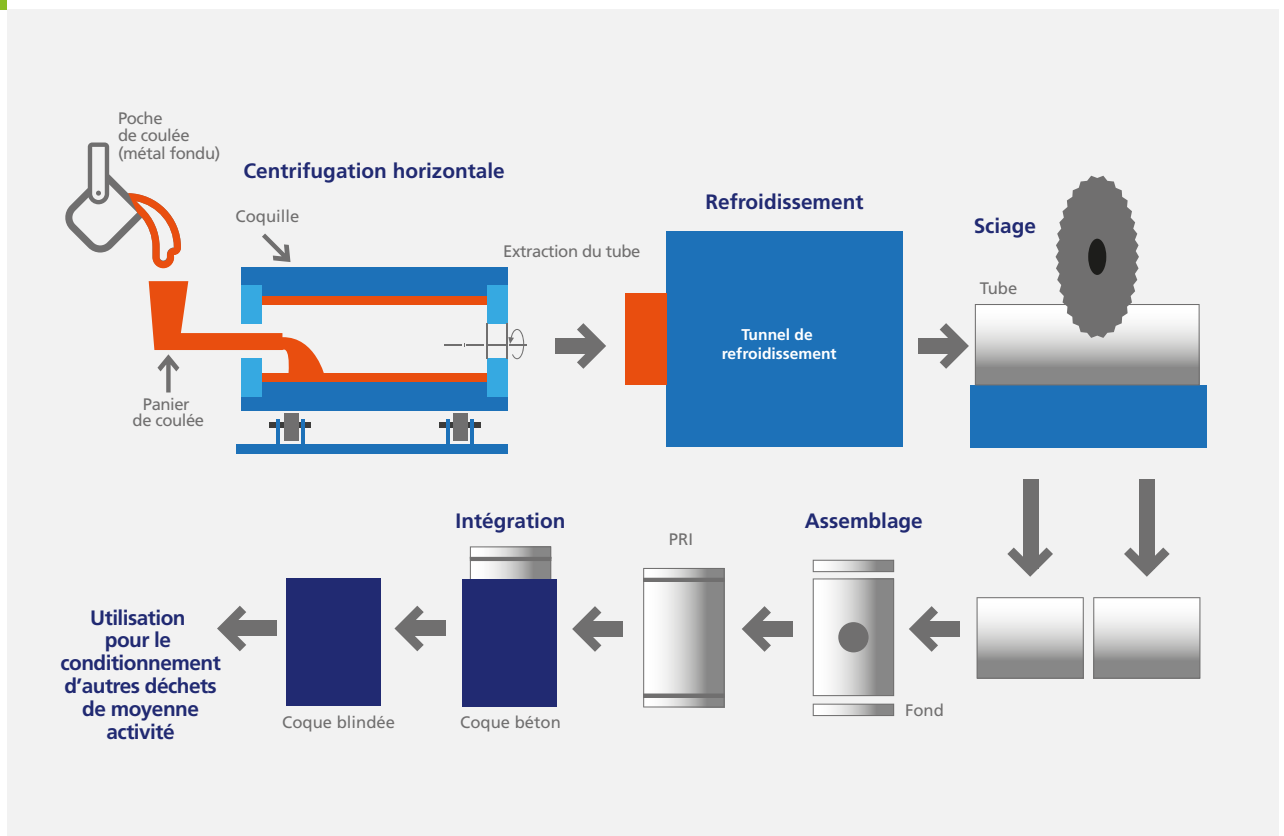 Poche
de coulée
(métal fondu)
Centrifugation horizontale
Coquille
Extraction du tube
Panier
de coulée
Refroidissement
Tunnel de
refroidissement
Sciage
Tube
Assemblage
Fond
PRI
Intégration
Coque béton
Coque blindée
Utilisation
pour le
conditionnement
d’autres déchets
de moyenne
activité